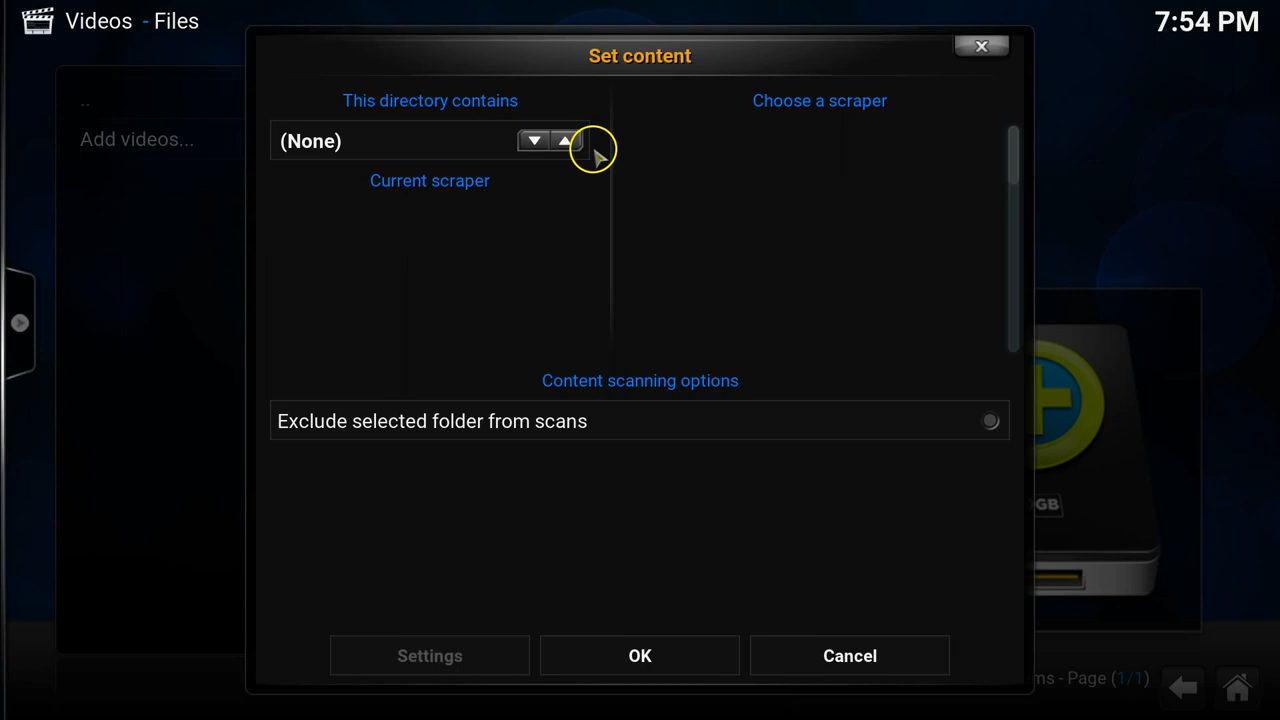 Videos - Files
7:54 PM
Set content
This directory contains
Choose a scraper
..
Add videos...
(None)
Current scraper
Content scanning options
Exclude selected folder from scans
GB
Settings
OK
Cancel
ms - Page (1/1)